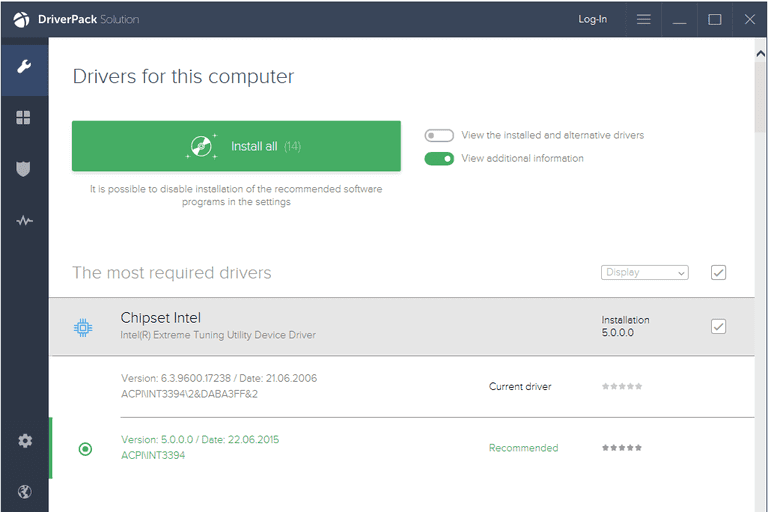 DriverPack Solution
Log-In
Drivers for this computer
Install all (14)
View the installed and alternative drivers
View additional information
It is possible to disable installation of the recommended software
programs in the settings
The most required drivers
Display
Chipset Intel
Intel(R) Extreme Tuning Utility Device Driver
Installation
5.0.0.0
Version: 6.3.9600.17238 / Date: 21.06.2006
ACPI\INT3394\2&DABA3FF&2
Current driver
Version: 5.0.0.0 / Date: 22.06.2015
ACPI\INT3394
Recommended